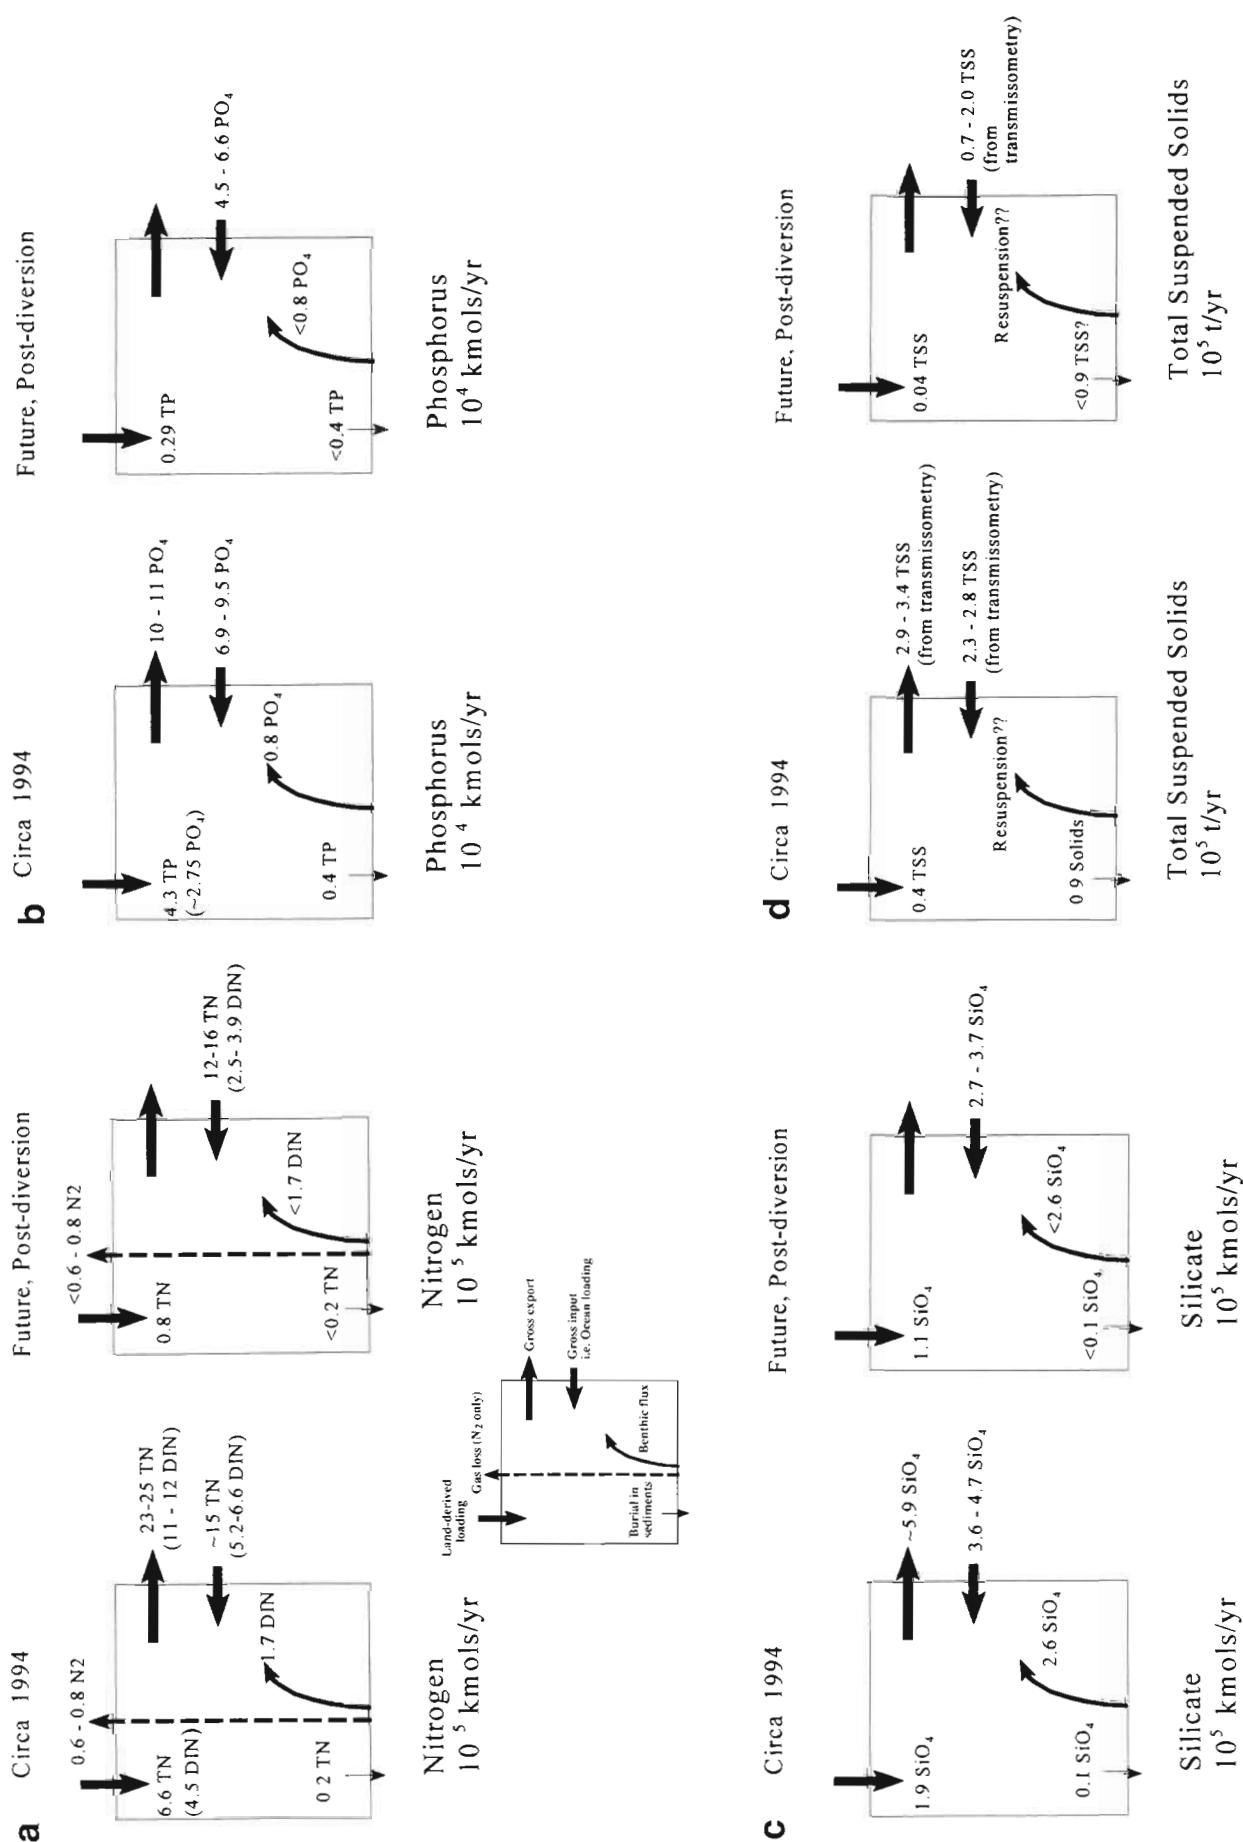 a
Circa 1994
0.6 - 0.8 N2
6.6 TN
(4.5 DIN)
23-25 TN
(11 - 12 DIN)
~15 TN
(5.2-6.6 DIN)
1.7 DIN
0 2 TN
Nitrogen
10 5 kmols/yr
Future, Post-diversion
<0.6 - 0.8 N2
0.8 TN
12-16 TN
(2.5- 3.9 DIN)
<1.7 DIN
<0.2 TN
Nitrogen
10 5 kmols/yr
Land-derived
loading
Gas loss (N2 only)
Gross export
Gross input
i.e. Ocean loading
Benthic flux
Burial in
sediments
b
Circa 1994
4.3 TP
(~2.75 PO4)
10 - 11 PO4
6.9 - 9.5 PO4
0.8 PO4
0.4 TP
Phosphorus
10 4 kmols/yr
Future, Post-diversion
0.29 TP
4.5 - 6.6 PO4
<0.8 PO4
<0.4 TP
Phosphorus
10 4 kmols/yr
c
Circa 1994
1.9 SiO4
~5.9 SiO4
3.6 - 4.7 SiO4
2.6 SiO4
0.1 SiO4
Silicate
10 5 kmols/yr
Future, Post-diversion
1.1 SiO4
2.7 - 3.7 SiO4
<2.6 SiO4
<0.1 SiO4
Silicate
10 5 kmols/yr
d
Circa 1994
0.4 TSS
2.9 - 3.4 TSS
(from transmissometry)
2.3 - 2.8 TSS
(from transmissometry)
Resuspension??
0 9 Solids
Total Suspended Solids
10 5 t/yr
Future, Post-diversion
0.04 TSS
0.7 - 2.0 TSS
(from
transmissometry)
Resuspension??
<0.9 TSS?
Total Suspended Solids
10 5 t/yr